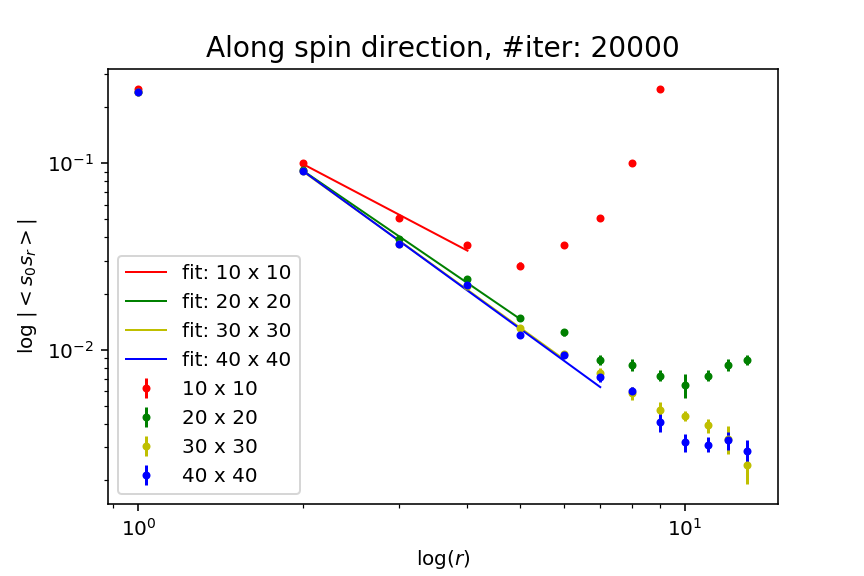 Along spin direction, #iter: 20000
log | < s₀sᵣ > |
10⁻¹
10⁻²
fit: 10 x 10
fit: 20 x 20
fit: 30 x 30
fit: 40 x 40
10 x 10
20 x 20
30 x 30
40 x 40
10⁰
10¹
log(r)